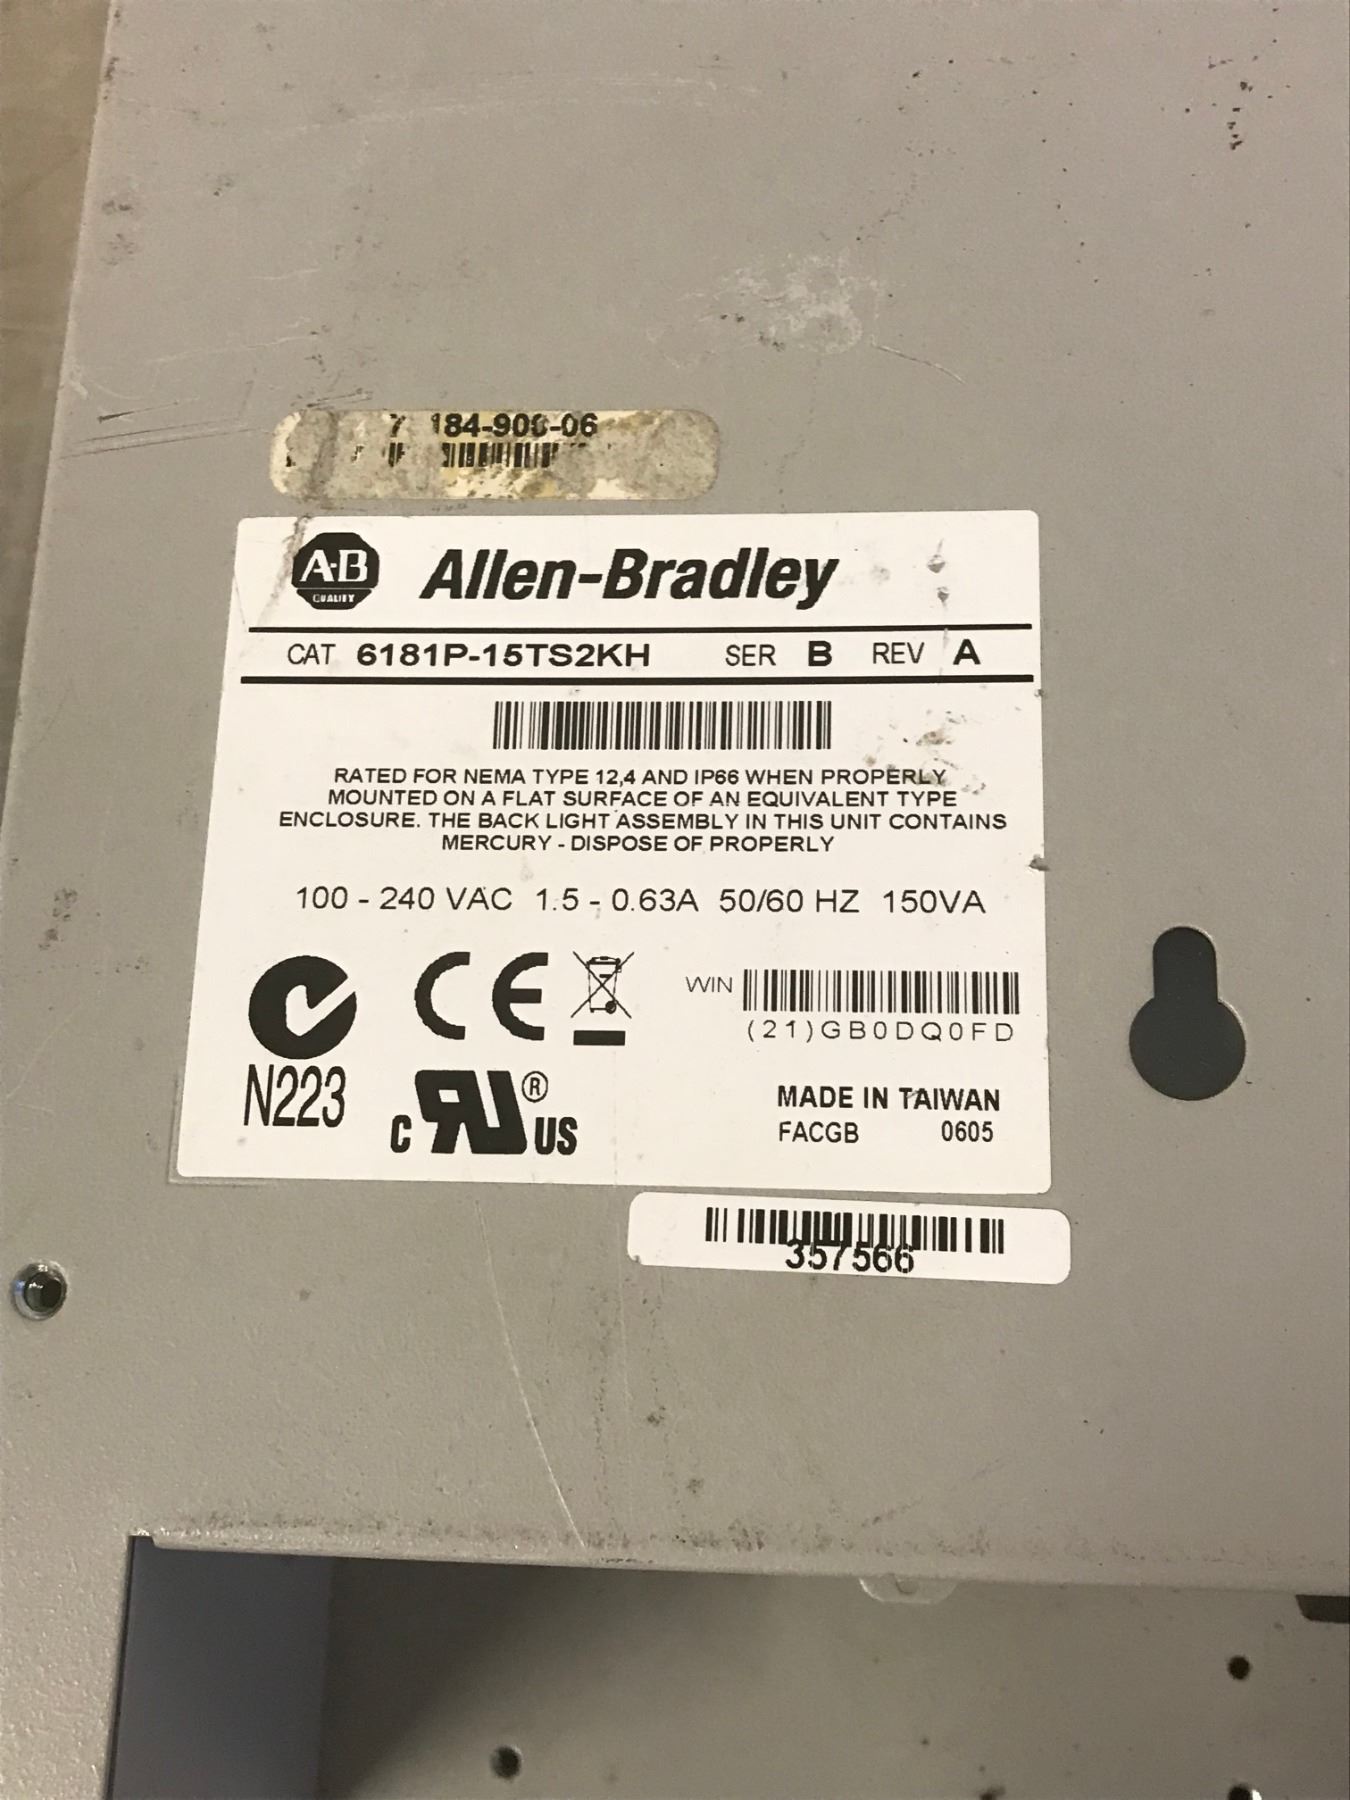 184-900-06
A-B
QUALITY
Allen-Bradley
CAT 6181P-15TS2KH SER B REV A
RATED FOR NEMA TYPE 12,4 AND IP66 WHEN PROPERLY
MOUNTED ON A FLAT SURFACE OF AN EQUIVALENT TYPE
ENCLOSURE. THE BACK LIGHT ASSEMBLY IN THIS UNIT CONTAINS
MERCURY - DISPOSE OF PROPERLY
100 - 240 VAC 1.5 - 0.63A 50/60 HZ 150VA
CE
WIN
(21)GB0DQ0FD
N223
C RU ® US
MADE IN TAIWAN
FACGB 0605
357566